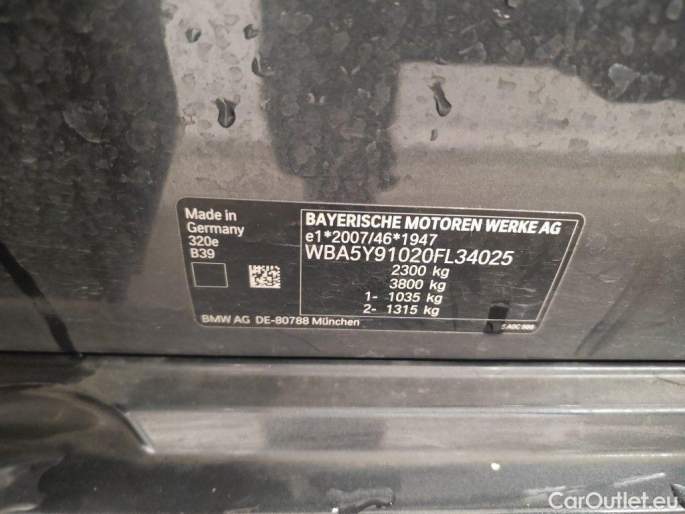 Made in
Germany
320e
B39
BAYERISCHE MOTOREN WERKE AG
e1*2007/46*1947
WBA5Y91020FL34025
2300 kg
3800 kg
1- 1035 kg
2- 1315 kg
BMW AG DE-80788 München
CarOutlet.eu